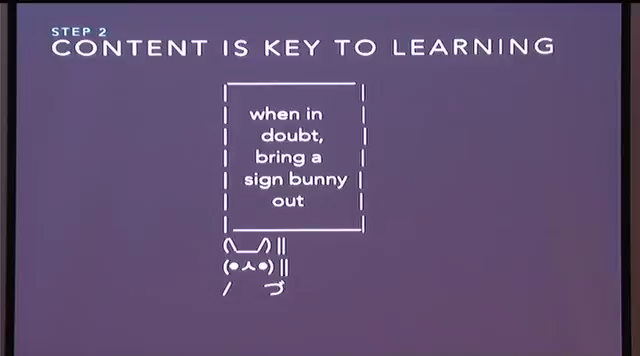 STEP 2
CONTENT IS KEY TO LEARNING
when in
doubt,
bring a
sign bunny
out
(\__/) ||
(•ㅅ•) ||
/ づ